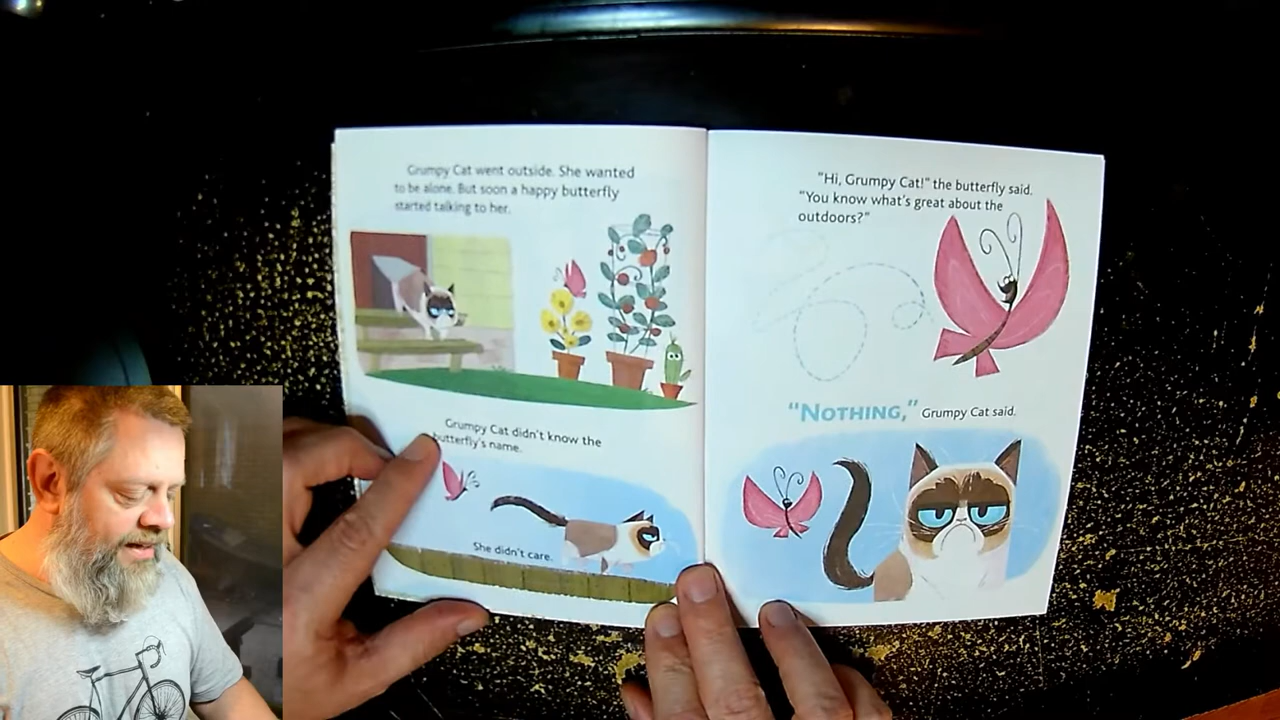 Grumpy Cat went outside. She wanted
to be alone. But soon a happy butterfly
started talking to her.
Grumpy Cat didn't know the
butterfly's name.
She didn't care.
"Hi, Grumpy Cat!" the butterfly said.
"You know what's great about the
outdoors?"
"NOTHING," Grumpy Cat said.